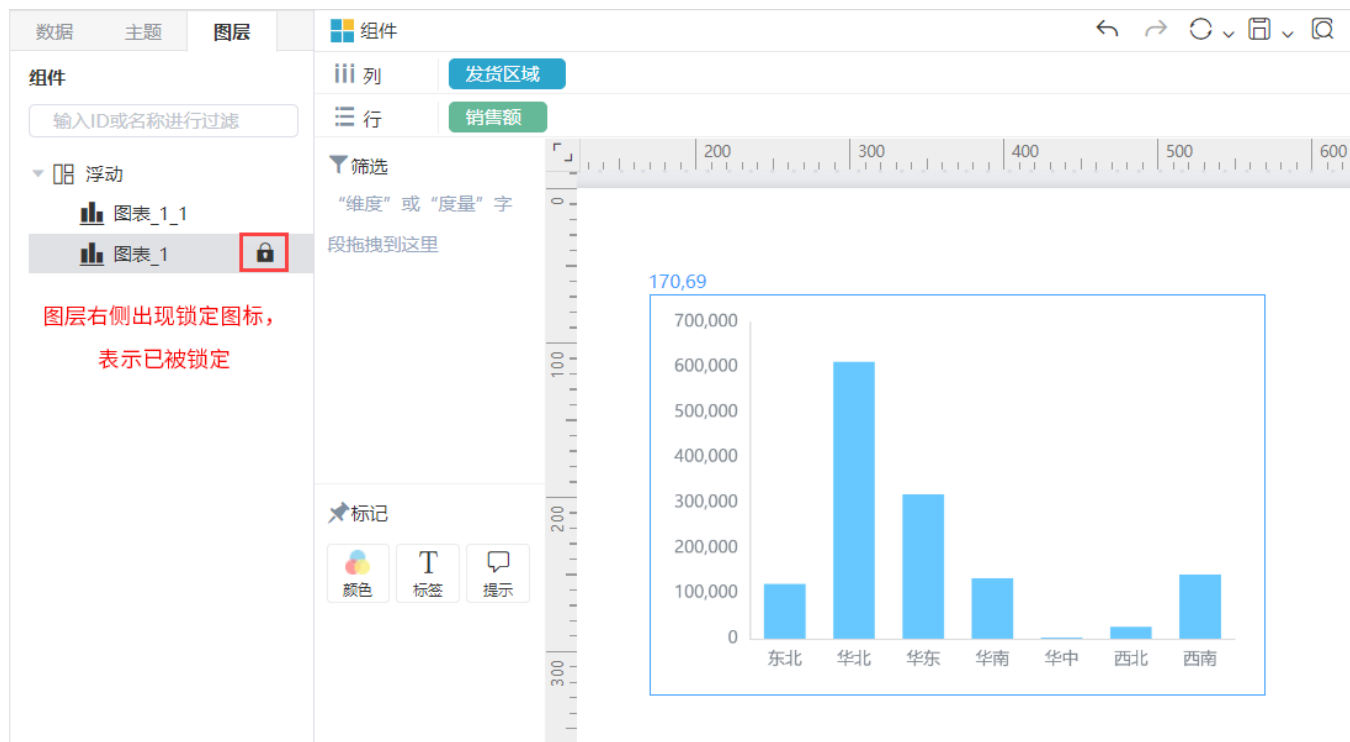 数据 主题 图层
组件
列 发货区域
行 销售额
组件
输入ID或名称进行过滤
浮动
图表_1_1
图表_1
图层右侧出现锁定图标，
表示已被锁定
筛选
“维度”或“度量”字
段拖拽到这里
标记
颜色 标签 提示
T
200 300 400 500 600
0
100
200
300
170,69
700,000
600,000
500,000
400,000
300,000
200,000
100,000
0
东北 华北 华东 华南 华中 西北 西南